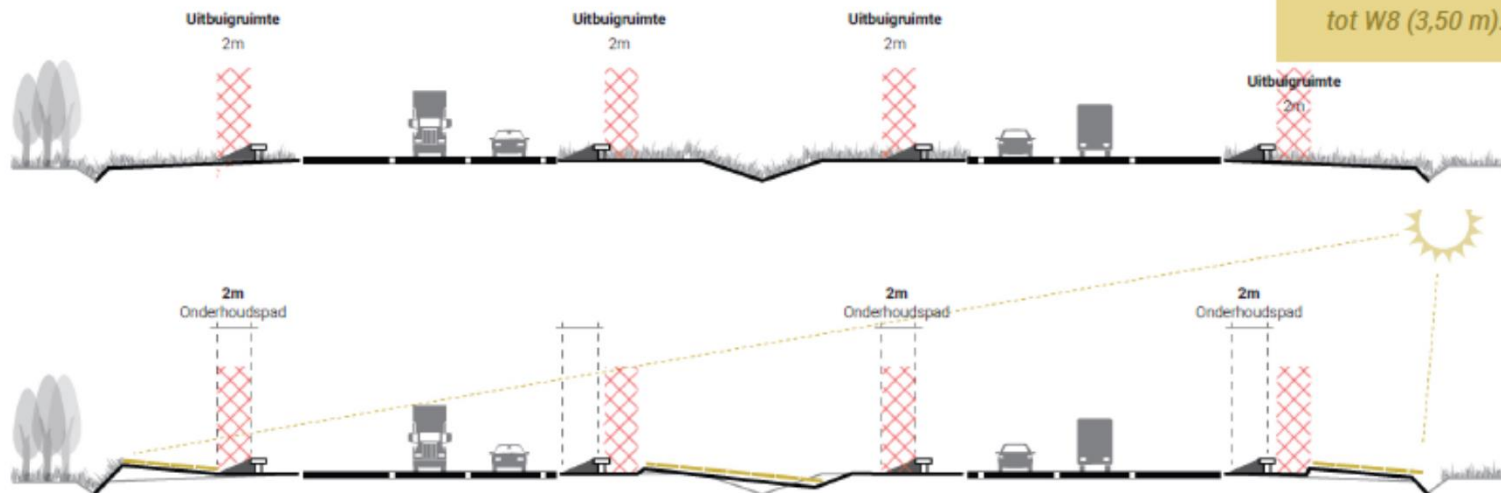 tot W8 (3,50 m).
Uitbuigruimte
2m
Uitbuigruimte
2m
Uitbuigruimte
2m
Uitbuigruimte
2m
2m
Onderhoudspad
2m
Onderhoudspad
2m
Onderhoudspad